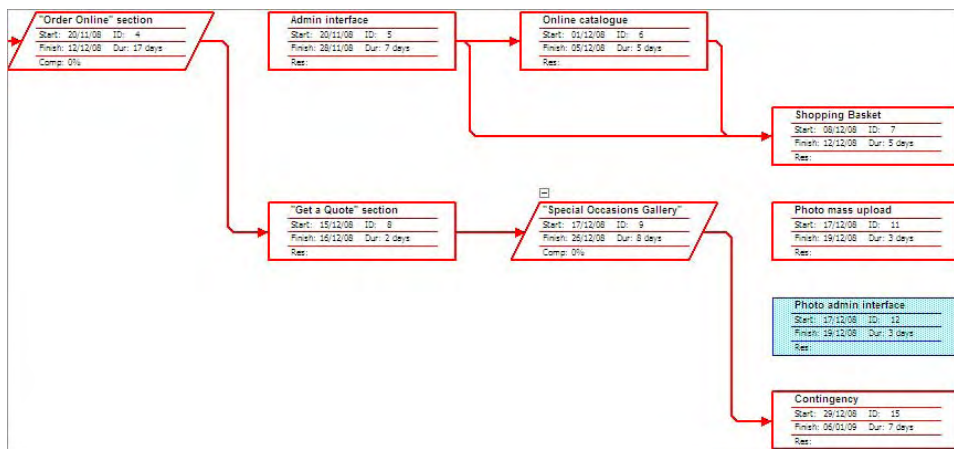 "Order Online" section
Start: 20/11/08 ID: 4
Finish: 12/12/08 Dur: 17 days
Comp: 0%
Admin interface
Start: 20/11/08 ID: 5
Finish: 28/11/08 Dur: 7 days
Res:
Online catalogue
Start: 01/12/08 ID: 6
Finish: 05/12/08 Dur: 5 days
Res:
Shopping Basket
Start: 08/12/08 ID: 7
Finish: 12/12/08 Dur: 5 days
Res:
"Get a Quote" section
Start: 15/12/08 ID: 8
Finish: 16/12/08 Dur: 2 days
Res:
"Special Occasions Gallery"
Start: 17/12/08 ID: 9
Finish: 26/12/08 Dur: 8 days
Comp: 0%
Photo mass upload
Start: 17/12/08 ID: 11
Finish: 19/12/08 Dur: 3 days
Res:
Photo admin interface
Start: 17/12/08 ID: 12
Finish: 19/12/08 Dur: 3 days
Res:
Contingency
Start: 29/12/08 ID: 15
Finish: 06/01/09 Dur: 7 days
Res: